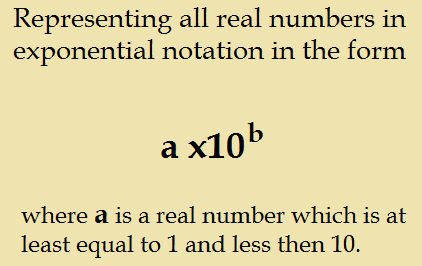 Representing all real numbers in
exponential notation in the form
a x10ᵇ
where a is a real number which is at
least equal to 1 and less then 10.